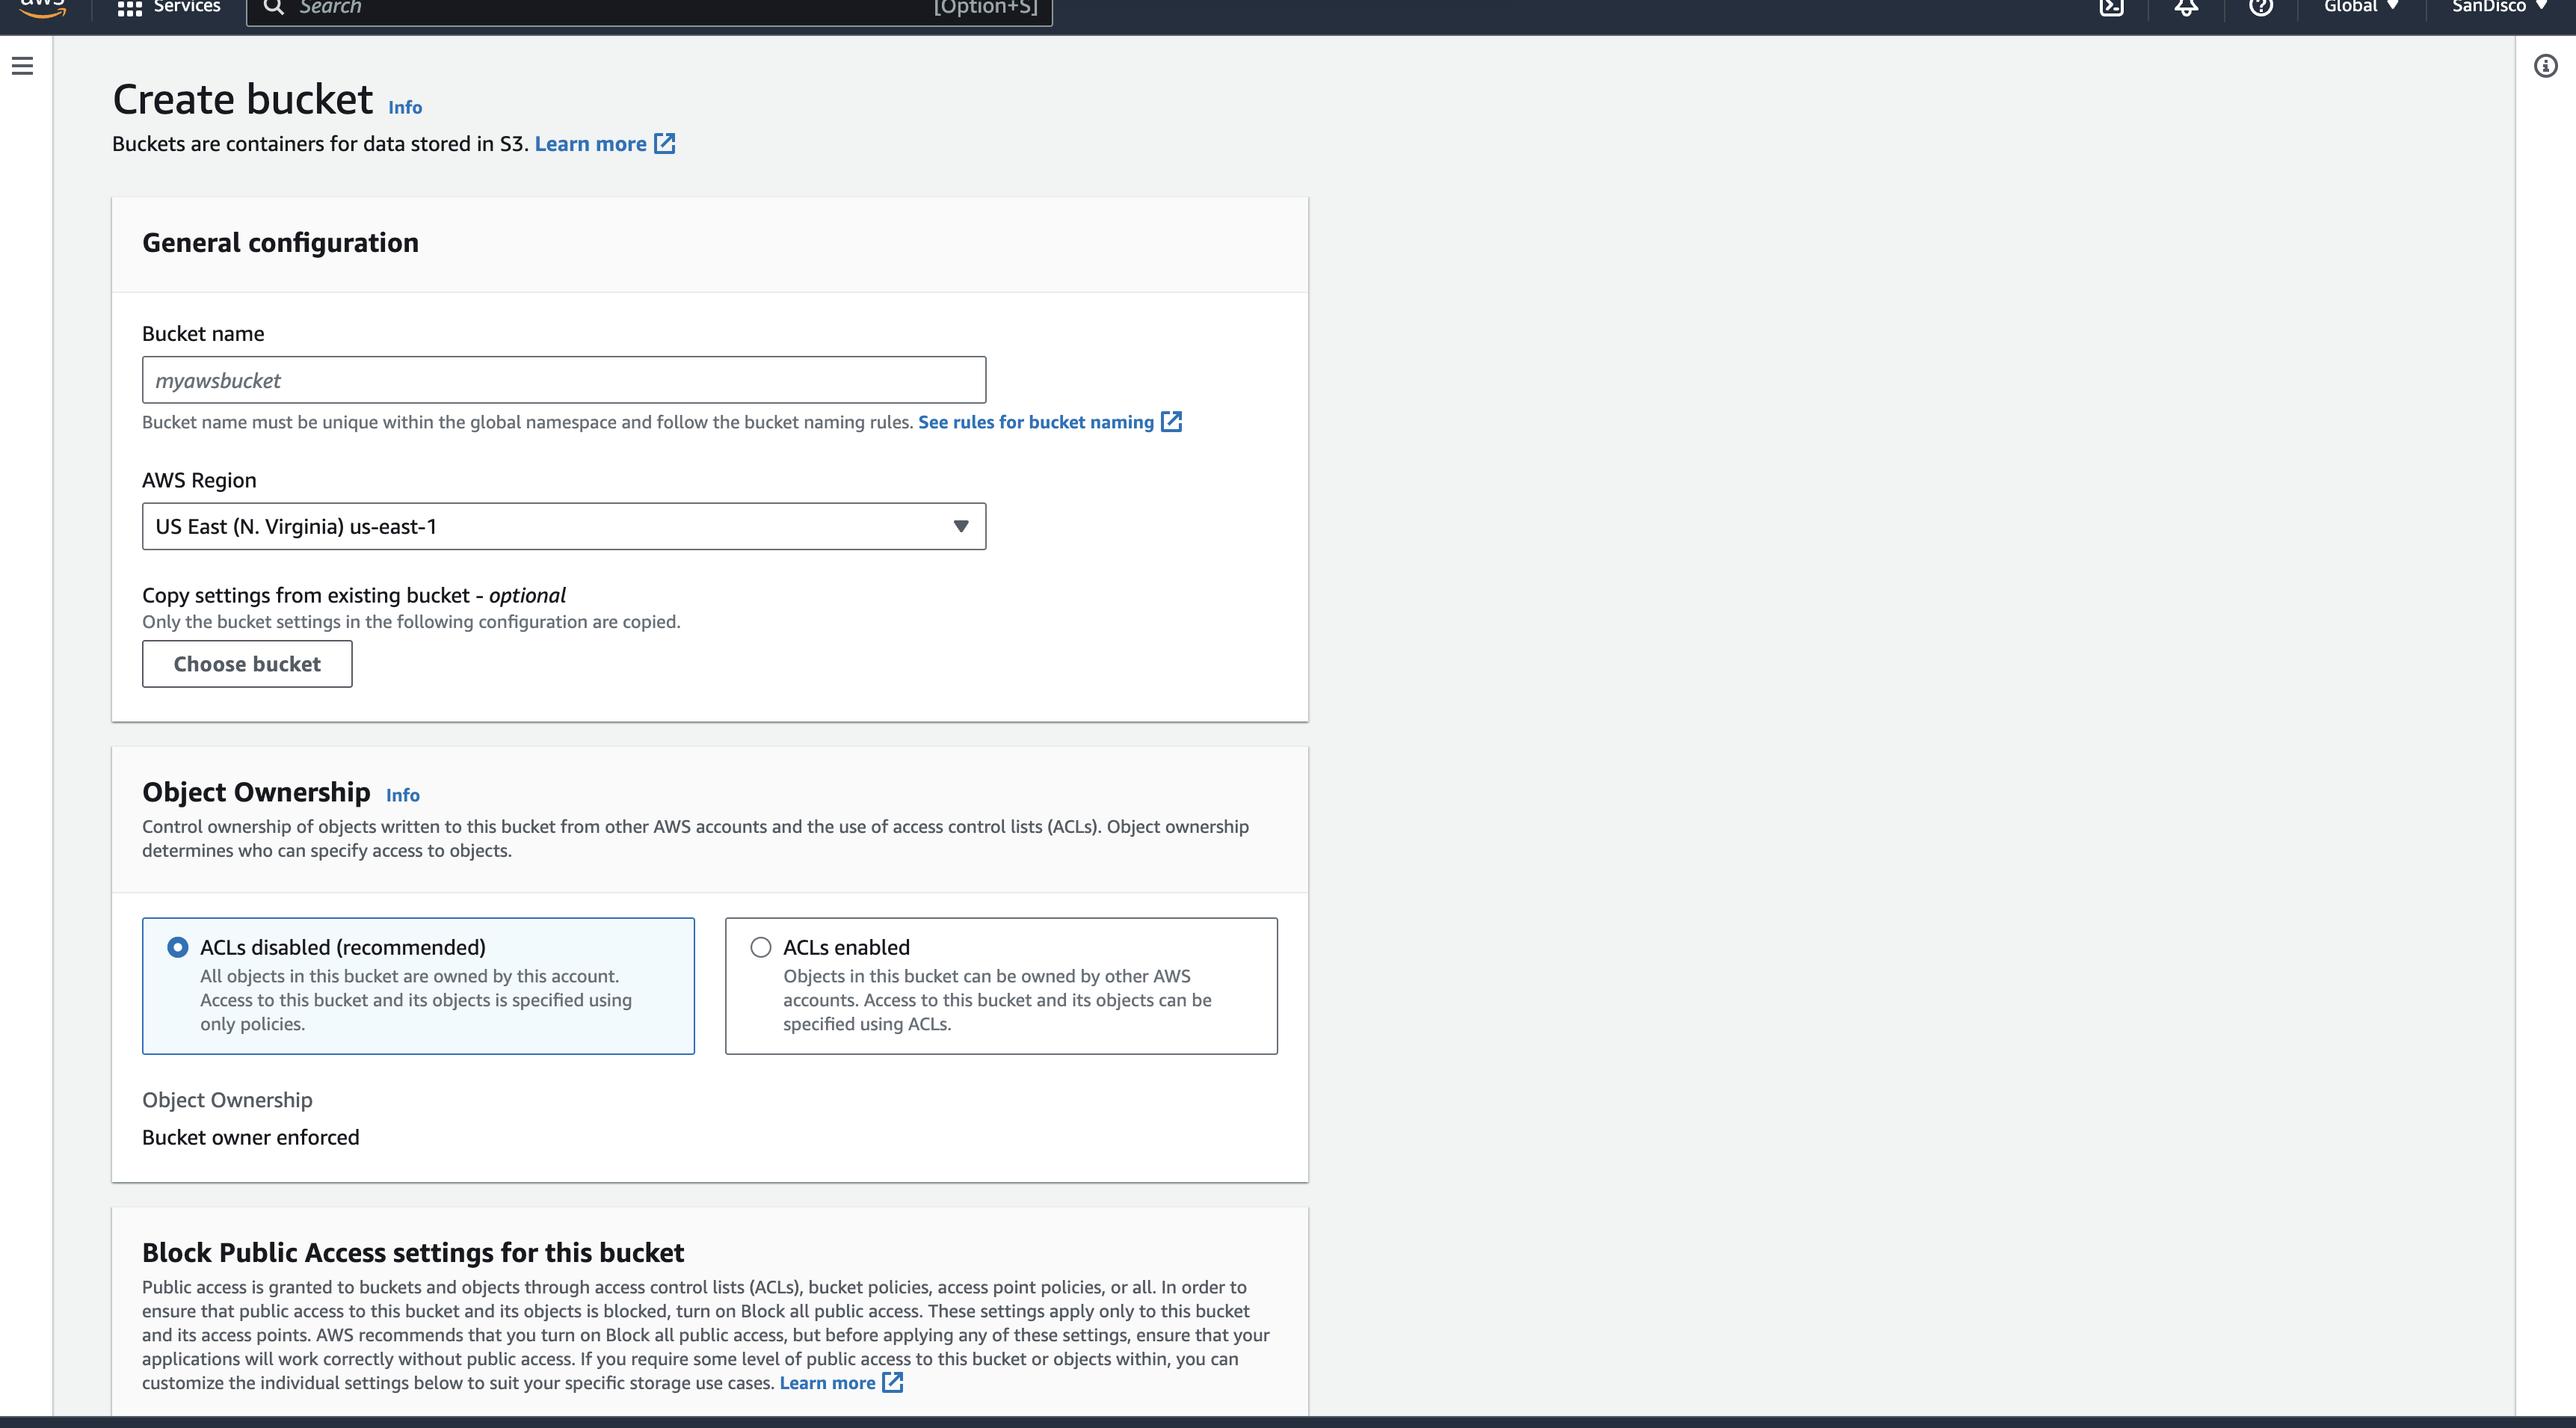 aws
Services
Search
[Option+S]
Global
SanDisco
Create bucket Info
Buckets are containers for data stored in S3. Learn more
General configuration
Bucket name
myawsbucket
Bucket name must be unique within the global namespace and follow the bucket naming rules. See rules for bucket naming
AWS Region
US East (N. Virginia) us-east-1
Copy settings from existing bucket - optional
Only the bucket settings in the following configuration are copied.
Choose bucket
Object Ownership Info
Control ownership of objects written to this bucket from other AWS accounts and the use of access control lists (ACLs). Object ownership
determines who can specify access to objects.
ACLs disabled (recommended)
All objects in this bucket are owned by this account.
Access to this bucket and its objects is specified using
only policies.
ACLs enabled
Objects in this bucket can be owned by other AWS
accounts. Access to this bucket and its objects can be
specified using ACLs.
Object Ownership
Bucket owner enforced
Block Public Access settings for this bucket
Public access is granted to buckets and objects through access control lists (ACLs), bucket policies, access point policies, or all. In order to
ensure that public access to this bucket and its objects is blocked, turn on Block all public access. These settings apply only to this bucket
and its access points. AWS recommends that you turn on Block all public access, but before applying any of these settings, ensure that your
applications will work correctly without public access. If you require some level of public access to this bucket or objects within, you can
customize the individual settings below to suit your specific storage use cases. Learn more